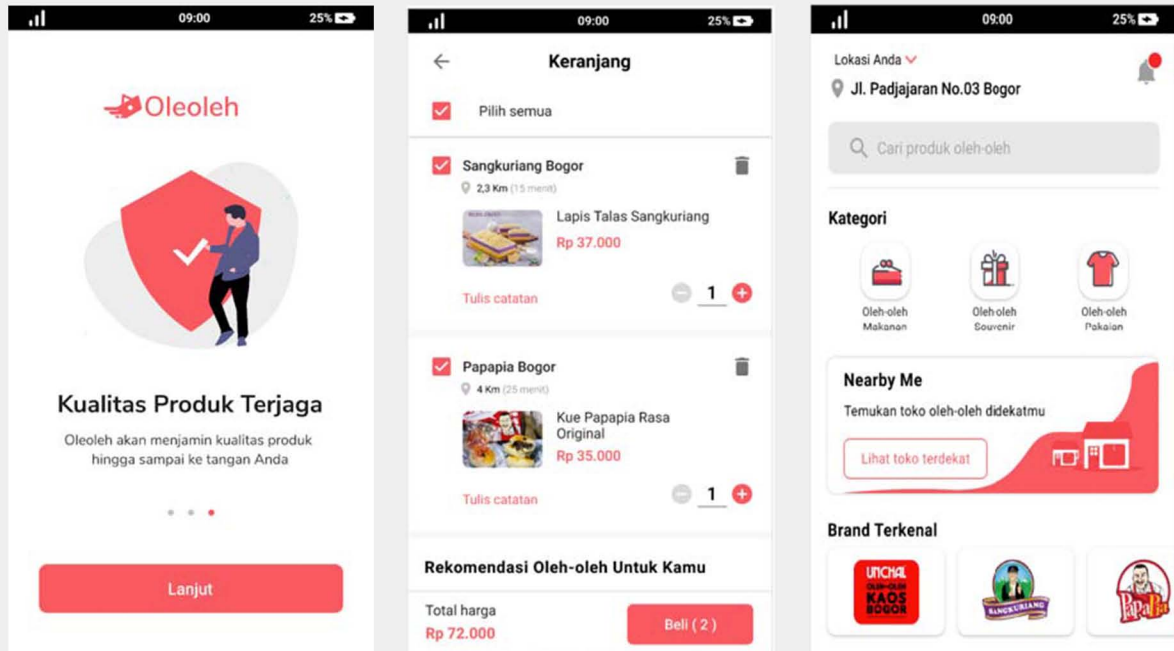 09:00
25%
Oleoleh
Kualitas Produk Terjaga
Oleoleh akan menjamin kualitas produk
hingga sampai ke tangan Anda
Lanjut
09:00
25%
Keranjang
Pilih semua
Sangkuriang Bogor
2,3 Km (15 menit)
Lapis Talas Sangkuriang
Rp 37.000
Tulis catatan
1
Papapia Bogor
4 Km (25 menit)
Kue Papapia Rasa
Original
Rp 35.000
Tulis catatan
1
Rekomendasi Oleh-oleh Untuk Kamu
Total harga
Rp 72.000
Beli ( 2 )
09:00
25%
Lokasi Anda
Jl. Padjajaran No.03 Bogor
Cari produk oleh-oleh
Kategori
Oleh-oleh
Makanan
Oleh-oleh
Souvenir
Oleh-oleh
Pakaian
Nearby Me
Temukan toko oleh-oleh didekatmu
Lihat toko terdekat
Brand Terkenal
UNCHAL
OLEH-OLEH
KAOS
BOGOR
SANGKURIANG
PaPaPia